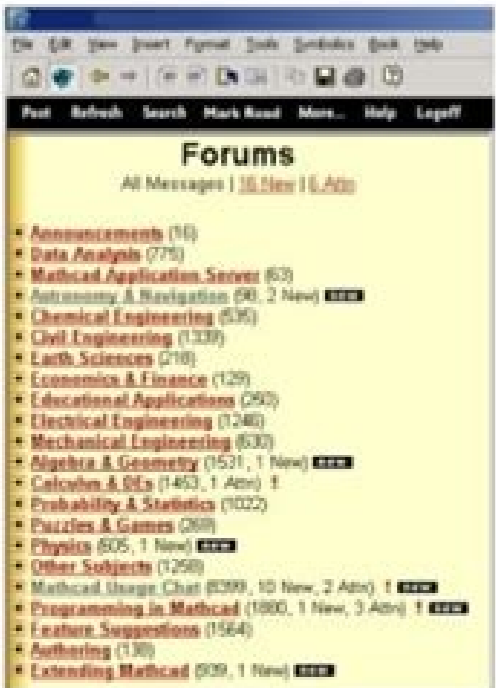 File Edit View Insert Format Tools Symbolics Book Help
Post Refresh Search Mark Read More... Help Logoff
Forums
All Messages | 16 New | 6 Attn
Announcements (16)
Data Analysis (775)
Mathcad Application Server (63)
Astronomy & Navigation (98, 2 New) new
Chemical Engineering (535)
Civil Engineering (1339)
Earth Sciences (218)
Economics & Finance (129)
Educational Applications (260)
Electrical Engineering (1246)
Mechanical Engineering (630)
Algebra & Geometry (1531, 1 New) new
Calculus & DEs (1463, 1 Attn) !
Probability & Statistics (1022)
Puzzles & Games (269)
Physics (605, 1 New) new
Other Subjects (1258)
Mathcad Usage Chat (6399, 10 New, 2 Attn) ! new
Programming in Mathcad (1880, 1 New, 3 Attn) ! new
Feature Suggestions (1564)
Authoring (138)
Extending Mathcad (939, 1 New) new